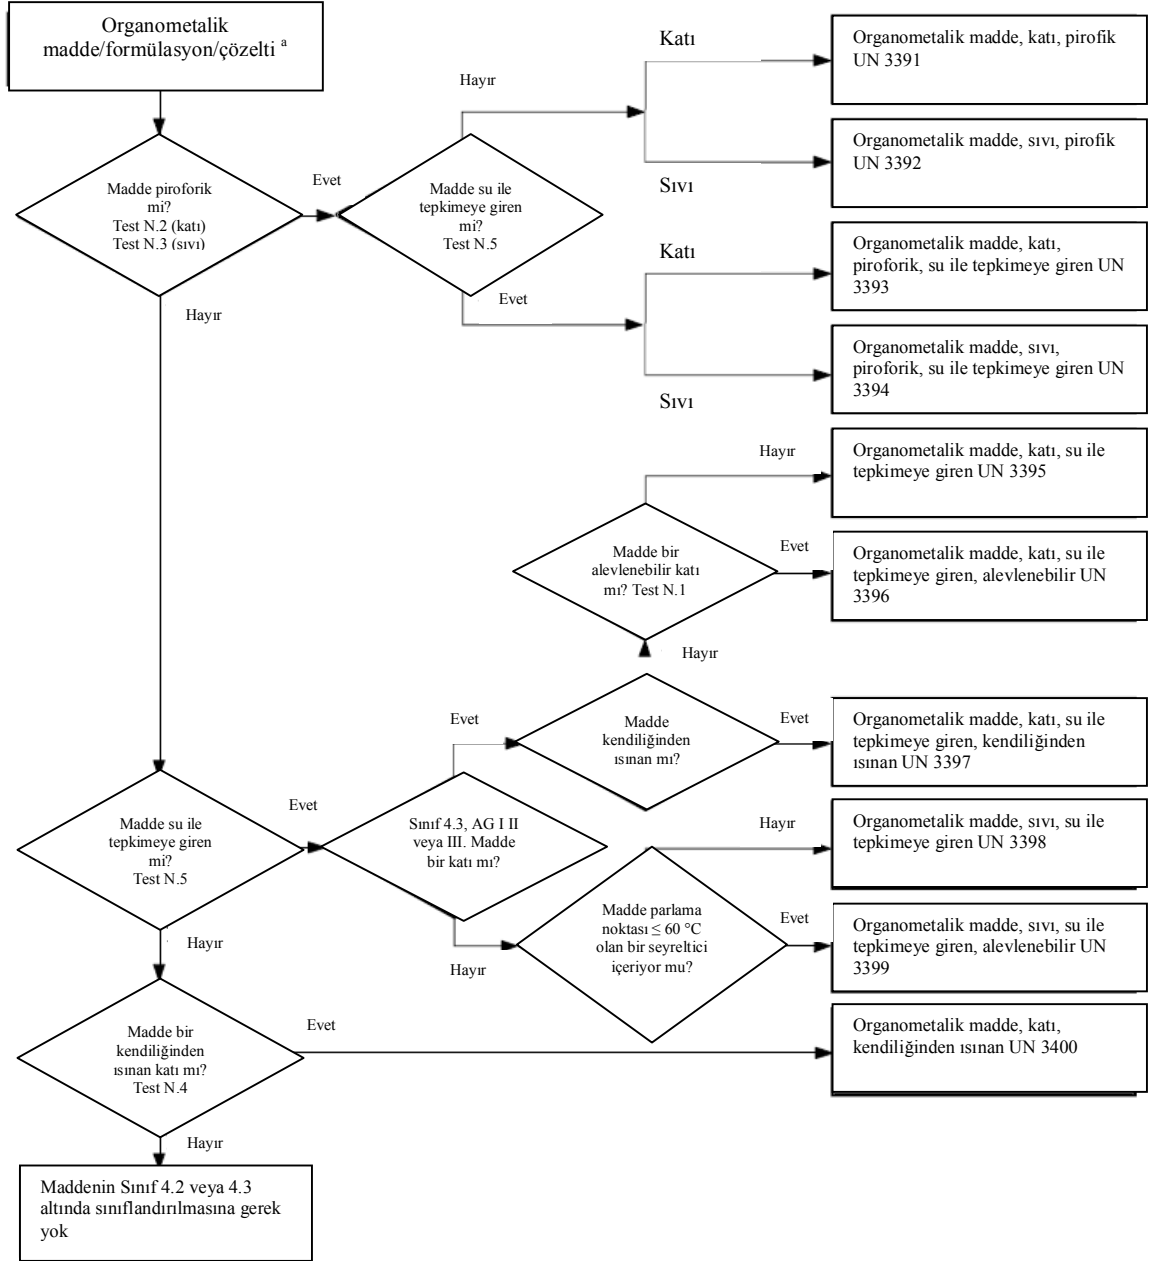 Organometalik
madde/formülasyon/çözelti a
Katı
Organometalik madde, katı, pirofik
UN 3391
Hayır
Organometalik madde, sıvı, pirofik
UN 3392
Sıvı
Madde piroforik
mi?
Test N.2 (katı)
Test N.3 (sıvı)
Evet
Madde su ile
tepkimeye giren
mi?
Test N.5
Katı
Organometalik madde, katı,
piroforik, su ile tepkimeye giren UN
3393
Evet
Hayır
Organometalik madde, sıvı,
piroforik, su ile tepkimeye giren UN
3394
Sıvı
Hayır
Organometalik madde, katı, su ile
tepkimeye giren UN 3395
Madde bir
alevlenebilir katı
mı? Test N.1
Evet
Organometalik madde, katı, su ile
tepkimeye giren, alevlenebilir UN
3396
Hayır
Evet
Madde
kendiliğinden
ısınan mı?
Evet
Organometalik madde, katı, su ile
tepkimeye giren, kendiliğinden
ısınan UN 3397
Madde su ile
tepkimeye giren
mi?
Test N.5
Evet
Sınıf 4.3, AG I II
veya III. Madde
bir katı mı?
Hayır
Organometalik madde, sıvı, su ile
tepkimeye giren UN 3398
Hayır
Hayır
Madde parlama
noktası ≤ 60 °C
olan bir seyreltici
içeriyor mu?
Evet
Organometalik madde, sıvı, su ile
tepkimeye giren, alevlenebilir UN
3399
Madde bir
kendiliğinden
ısınan katı mı?
Test N.4
Evet
Organometalik madde, katı,
kendiliğinden ısınan UN 3400
Hayır
Maddenin Sınıf 4.2 veya 4.3
altında sınıflandırılmasına gerek
yok